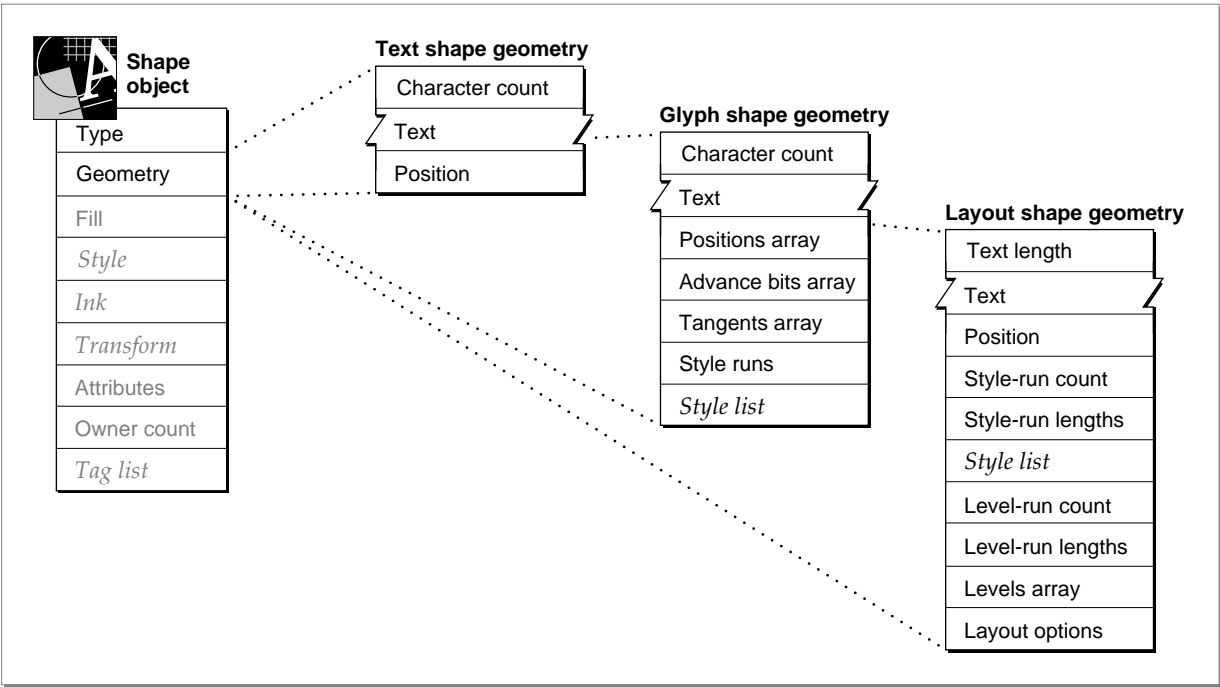 Shape
object
Type
Geometry
Fill
Style
Ink
Transform
Attributes
Owner count
Tag list
Text shape geometry
Character count
Text
Position
Glyph shape geometry
Character count
Text
Positions array
Advance bits array
Tangents array
Style runs
Style list
Layout shape geometry
Text length
Text
Position
Style-run count
Style-run lengths
Style list
Level-run count
Level-run lengths
Levels array
Layout options